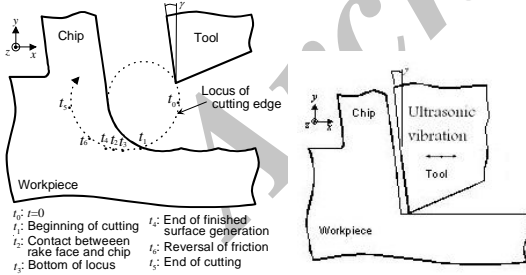 γ
y
z x
Chip
Tool
t₀
Locus of
cutting edge
t₅
t₆ t₄ t₂ t₃ t₁
Workpiece
t₀: t=0
t₁: Beginning of cutting
t₂: Contact betweeen
rake face and chip
t₃: Bottom of locus
t₄: End of finished
surface generation
t₆: Reversal of friction
t₅: End of cutting
y
z x
Chip
Ultrasonic
vibration
Tool
Workpiece
Arch